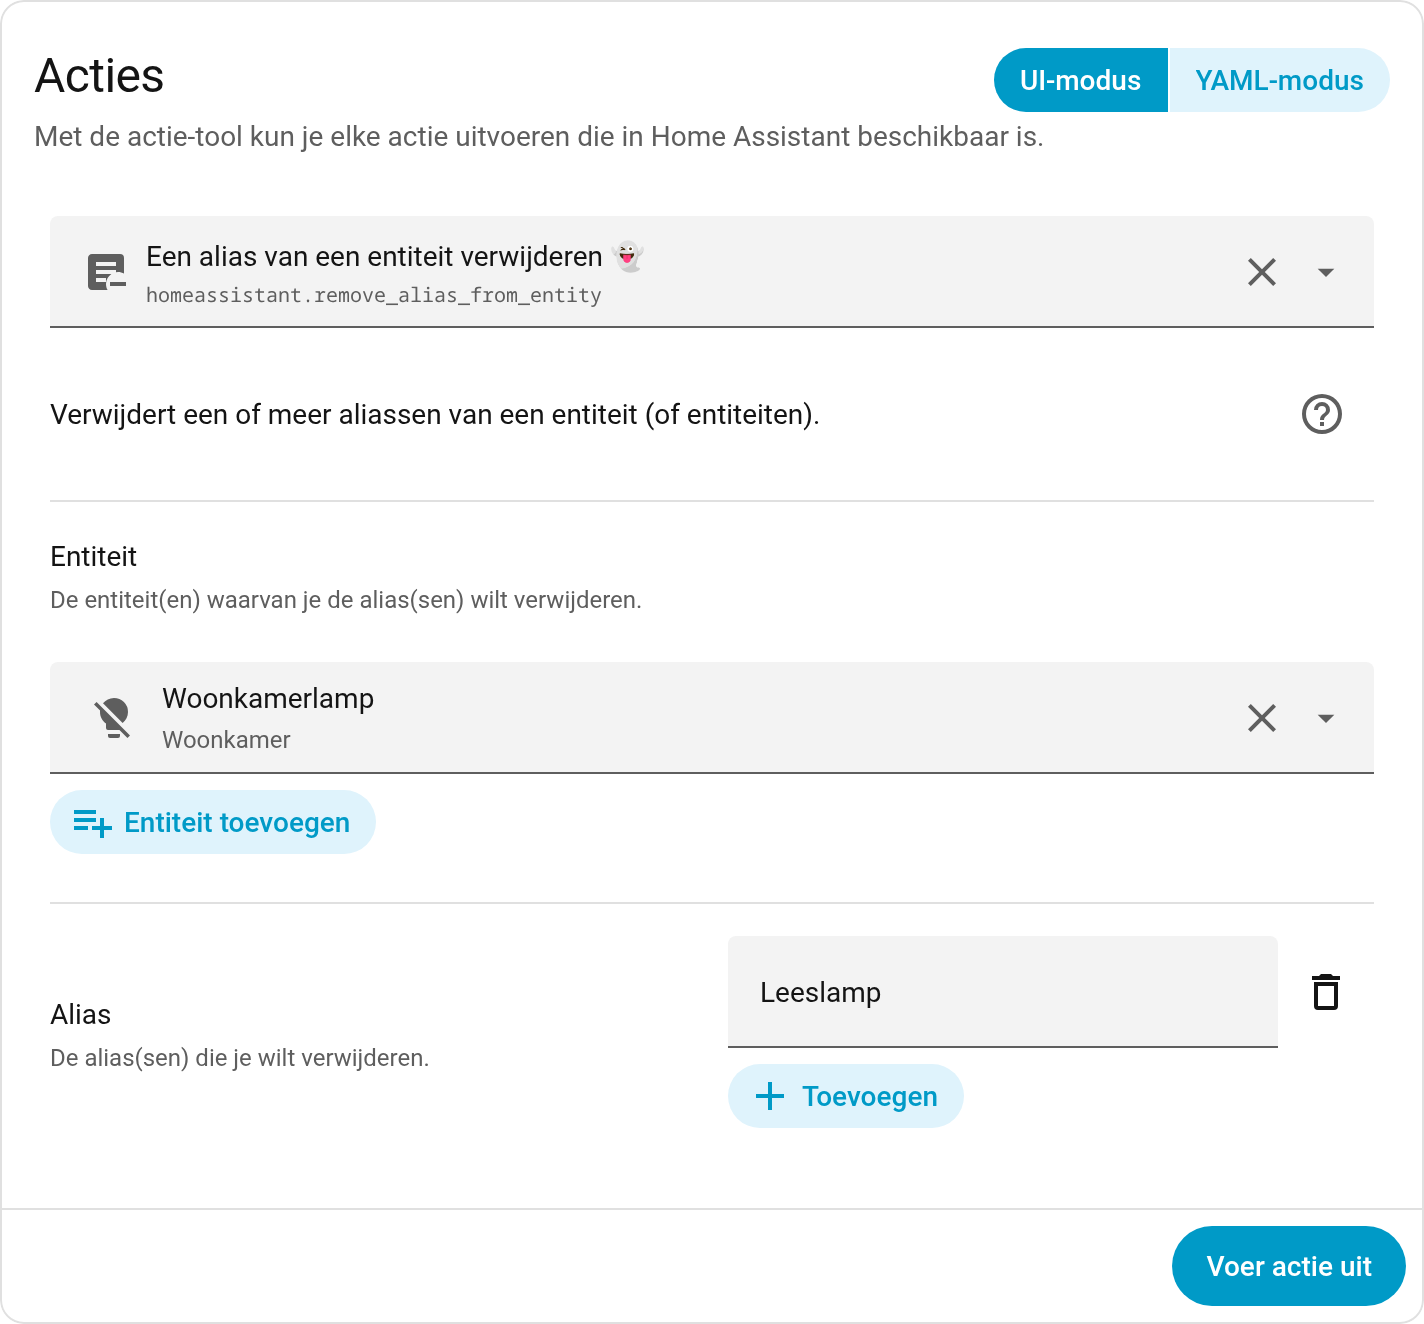 Acties
UI-modus
YAML-modus
Met de actie-tool kun je elke actie uitvoeren die in Home Assistant beschikbaar is.
Een alias van een entiteit verwijderen 👻
homeassistant.remove_alias_from_entity
Verwijdert een of meer aliassen van een entiteit (of entiteiten).
Entiteit
De entiteit(en) waarvan je de alias(sen) wilt verwijderen.
Woonkamerlamp
Woonkamer
Entiteit toevoegen
Alias
De alias(sen) die je wilt verwijderen.
Leeslamp
Toevoegen
Voer actie uit